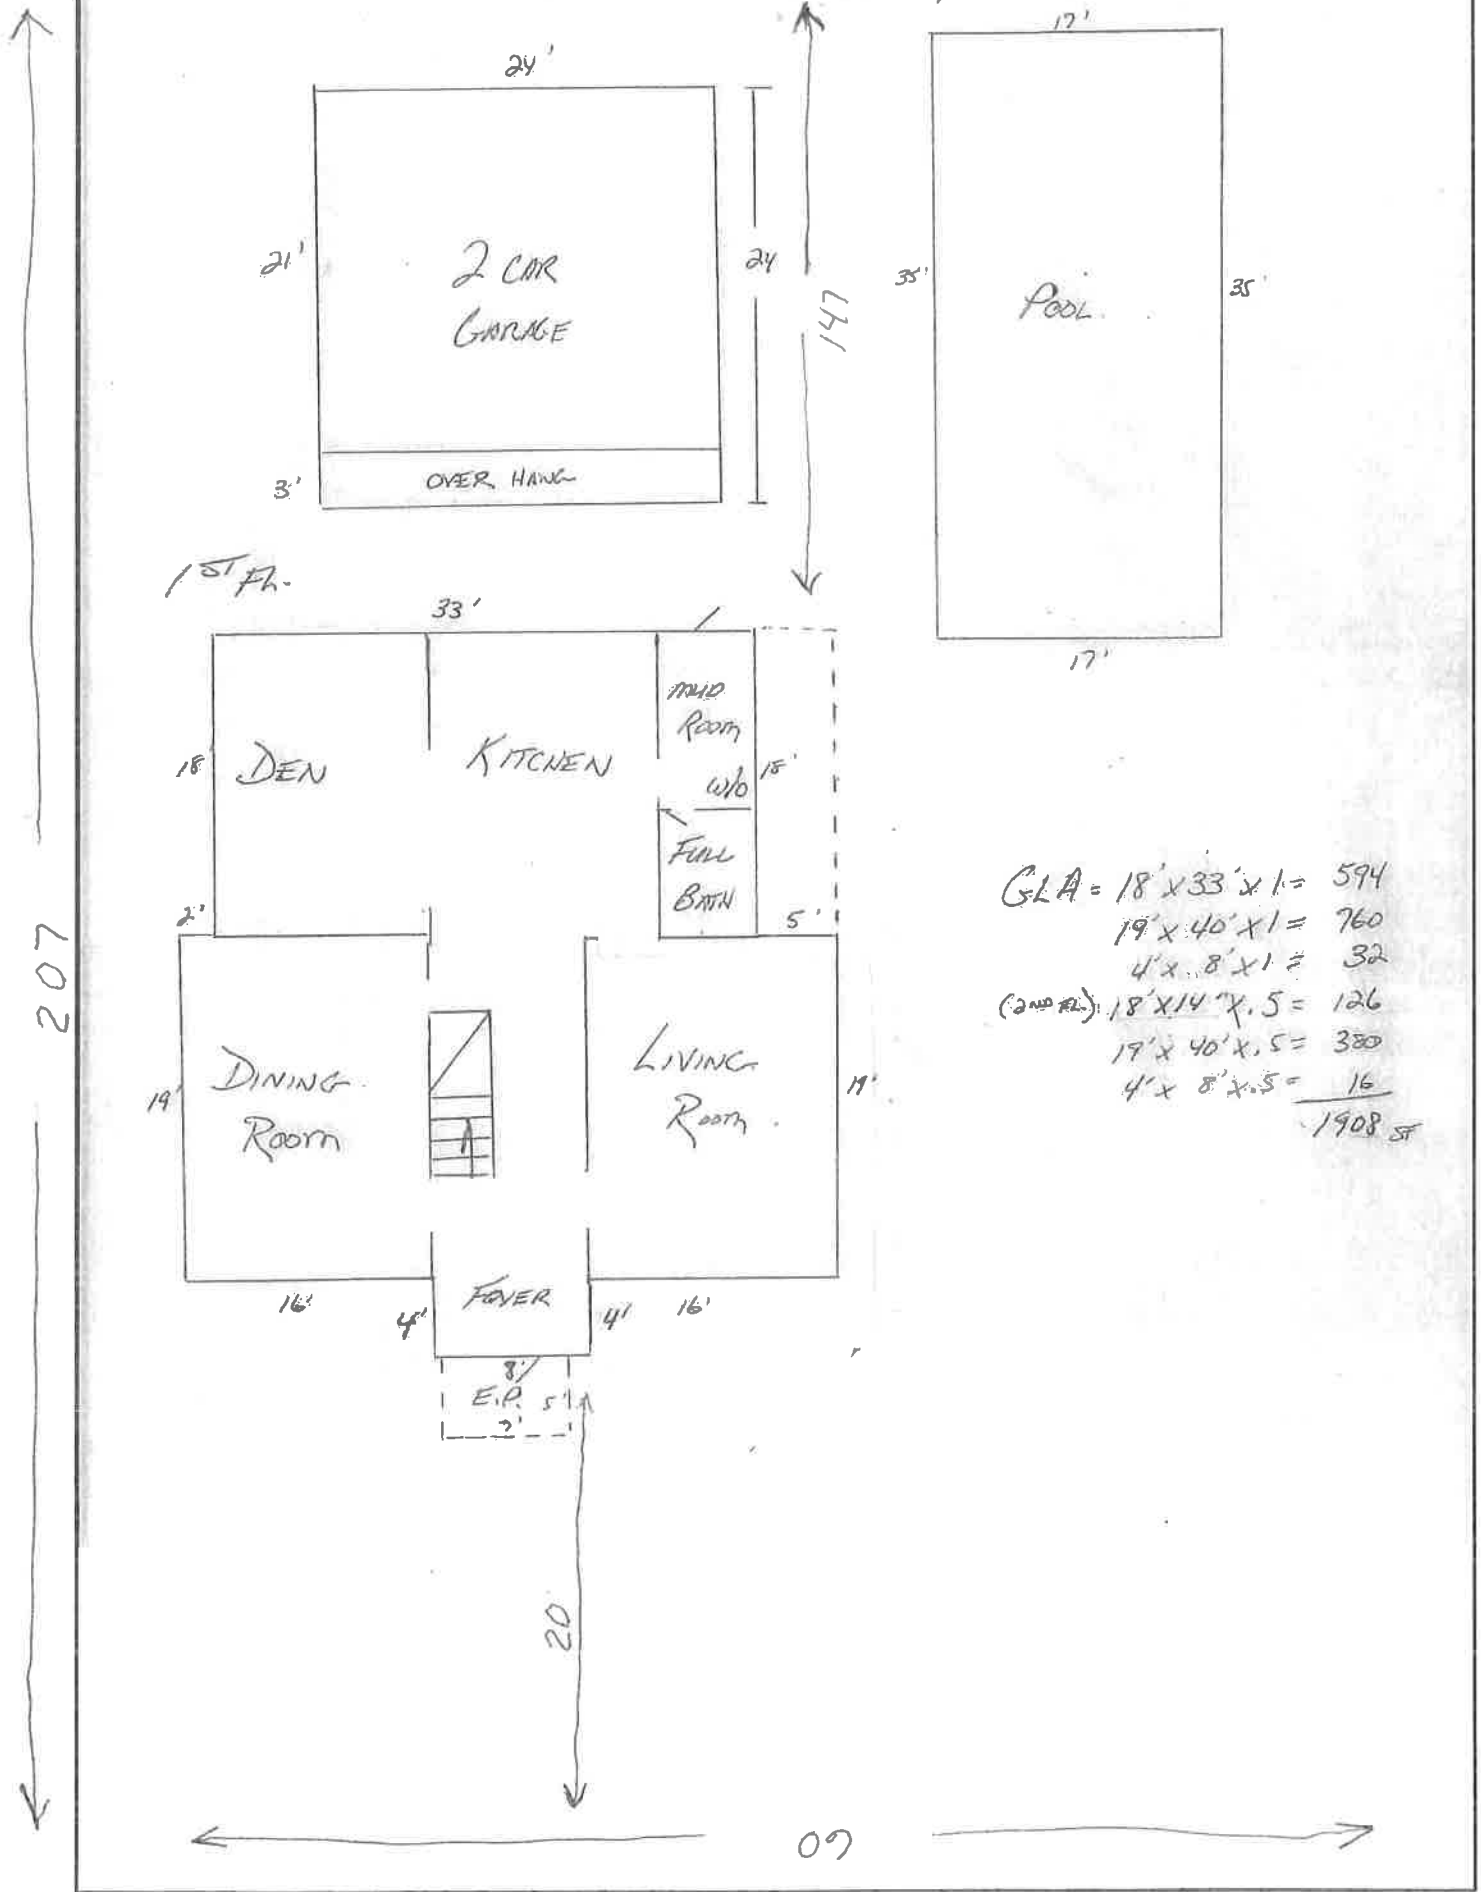 17'
24'
21'
2 CAR
GARAGE
24
147
35'
POOL
35'
3'
OVER HANG
1ST FL.
33'
17'
18'
DEN
KITCHEN
MUD
ROOM
W/O
18'
FULL
BATH
2'
5'
207
GLA = 18' x 33' x 1 = 594
19' x 40' x 1 = 760
4' x 8' x 1 = 32
(2ND FL.) 18' x 14' x .5 = 126
19' x 40' x .5 = 380
4' x 8' x .5 = 16
1908 SF
19'
DINING
ROOM
LIVING
ROOM
19'
16'
4'
FOYER
4'
16'
8'
E.P. 5'
20
60